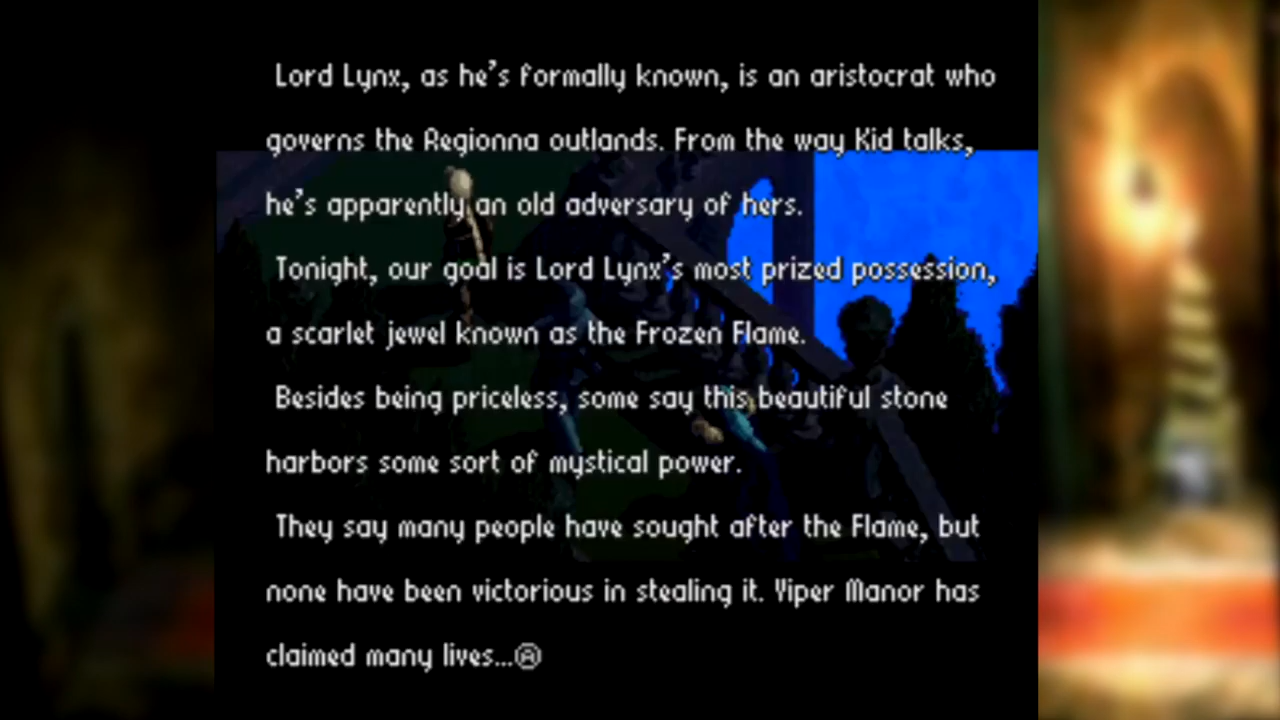 Lord Lynx, as he's formally known, is an aristocrat who
governs the Regionna outlands. From the way Kid talks,
he's apparently an old adversary of hers.
Tonight, our goal is Lord Lynx's most prized possession,
a scarlet jewel known as the Frozen Flame.
Besides being priceless, some say this beautiful stone
harbors some sort of mystical power.
They say many people have sought after the Flame, but
none have been victorious in stealing it. Viper Manor has
claimed many lives...Ⓐ